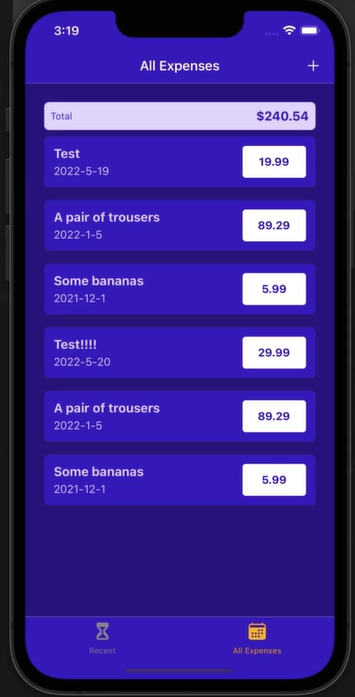 3:19
All Expenses
+
Total $240.54
Test
2022-5-19
19.99
A pair of trousers
2022-1-5
89.29
Some bananas
2021-12-1
5.99
Test!!!!
2022-5-20
29.99
A pair of trousers
2022-1-5
89.29
Some bananas
2021-12-1
5.99
Recent
All Expenses